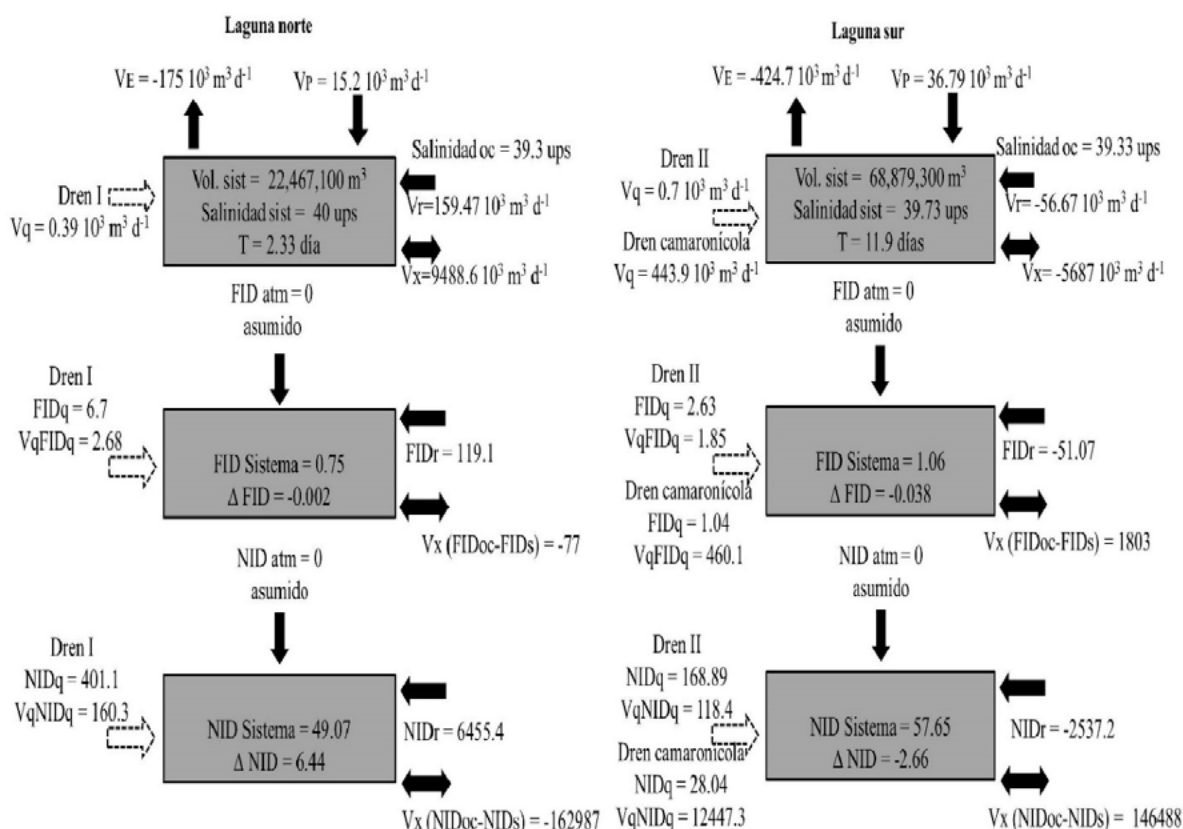 Laguna norte
V_E = -175 10³ m³ d⁻¹
V_P = 15.2 10³ m³ d⁻¹
Salinidad oc = 39.3 ups
Dren I
Vq = 0.39 10³ m³ d⁻¹
Vol. sist = 22,467,100 m³
Salinidad sist = 40 ups
T = 2.33 día
Vr=159.47 10³ m³ d⁻¹
Vx=9488.6 10³ m³ d⁻¹
FID atm = 0
asumido
Dren I
FIDq = 6.7
VqFIDq = 2.68
FID Sistema = 0.75
Δ FID = -0.002
FIDr = 119.1
Vx (FIDoc-FIDs) = -77
NID atm = 0
asumido
Dren I
NIDq = 401.1
VqNIDq = 160.3
NID Sistema = 49.07
Δ NID = 6.44
NIDr = 6455.4
Vx (NIDoc-NIDs) = -162987
Laguna sur
V_E = -424.7 10³ m³ d⁻¹
V_P = 36.79 10³ m³ d⁻¹
Salinidad oc = 39.33 ups
Dren II
Vq = 0.7 10³ m³ d⁻¹
Dren camaronícola
Vq = 443.9 10³ m³ d⁻¹
Vol. sist = 68,879,300 m³
Salinidad sist = 39.73 ups
T = 11.9 días
Vr= -56.67 10³ m³ d⁻¹
Vx= -5687 10³ m³ d⁻¹
FID atm = 0
asumido
Dren II
FIDq = 2.63
VqFIDq = 1.85
Dren camaronícola
FIDq = 1.04
VqFIDq = 460.1
FID Sistema = 1.06
Δ FID = -0.038
FIDr = -51.07
Vx (FIDoc-FIDs) = 1803
NID atm = 0
asumido
Dren II
NIDq = 168.89
VqNIDq = 118.4
Dren camaronícola
NIDq = 28.04
VqNIDq = 12447.3
NID Sistema = 57.65
Δ NID = -2.66
NIDr = -2537.2
Vx (NIDoc-NIDs) = 146488